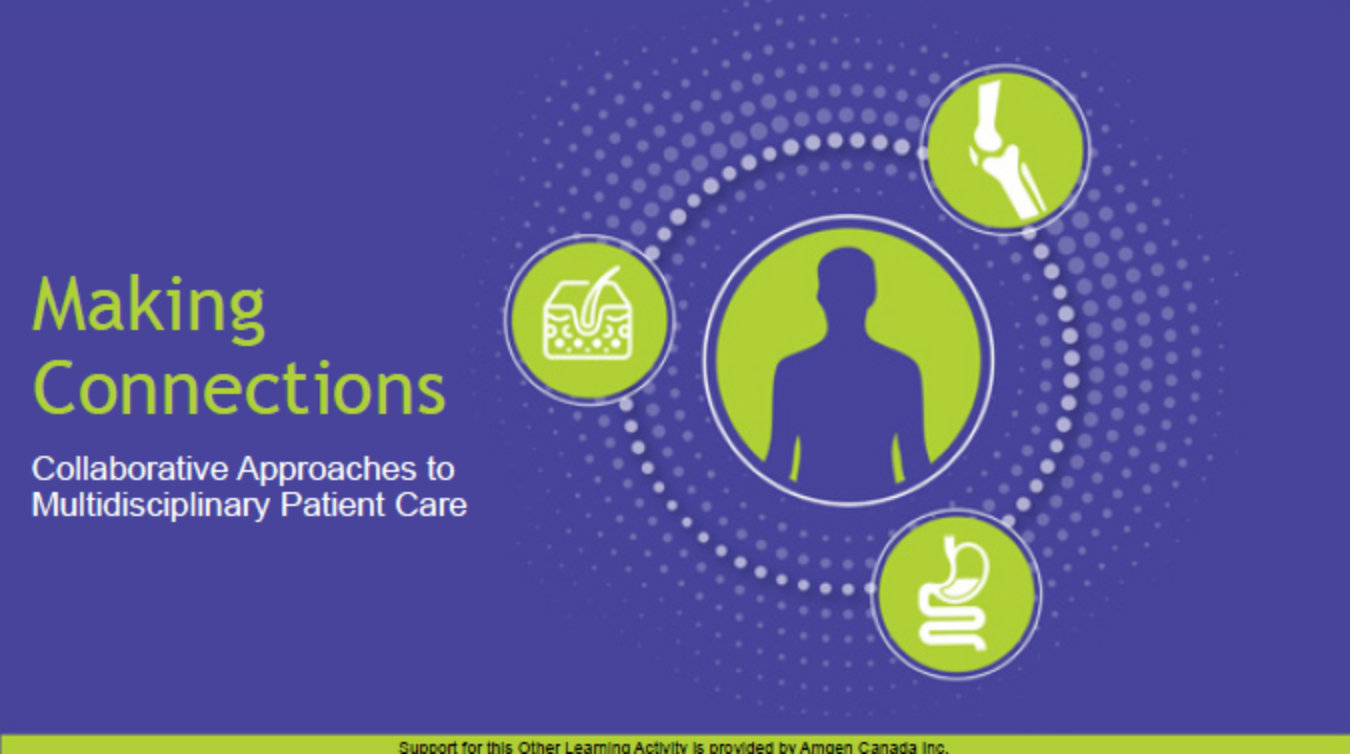 Making
Connections
Collaborative Approaches to
Multidisciplinary Patient Care
Support for this Other Learning Activity is provided by Amgen Canada Inc.